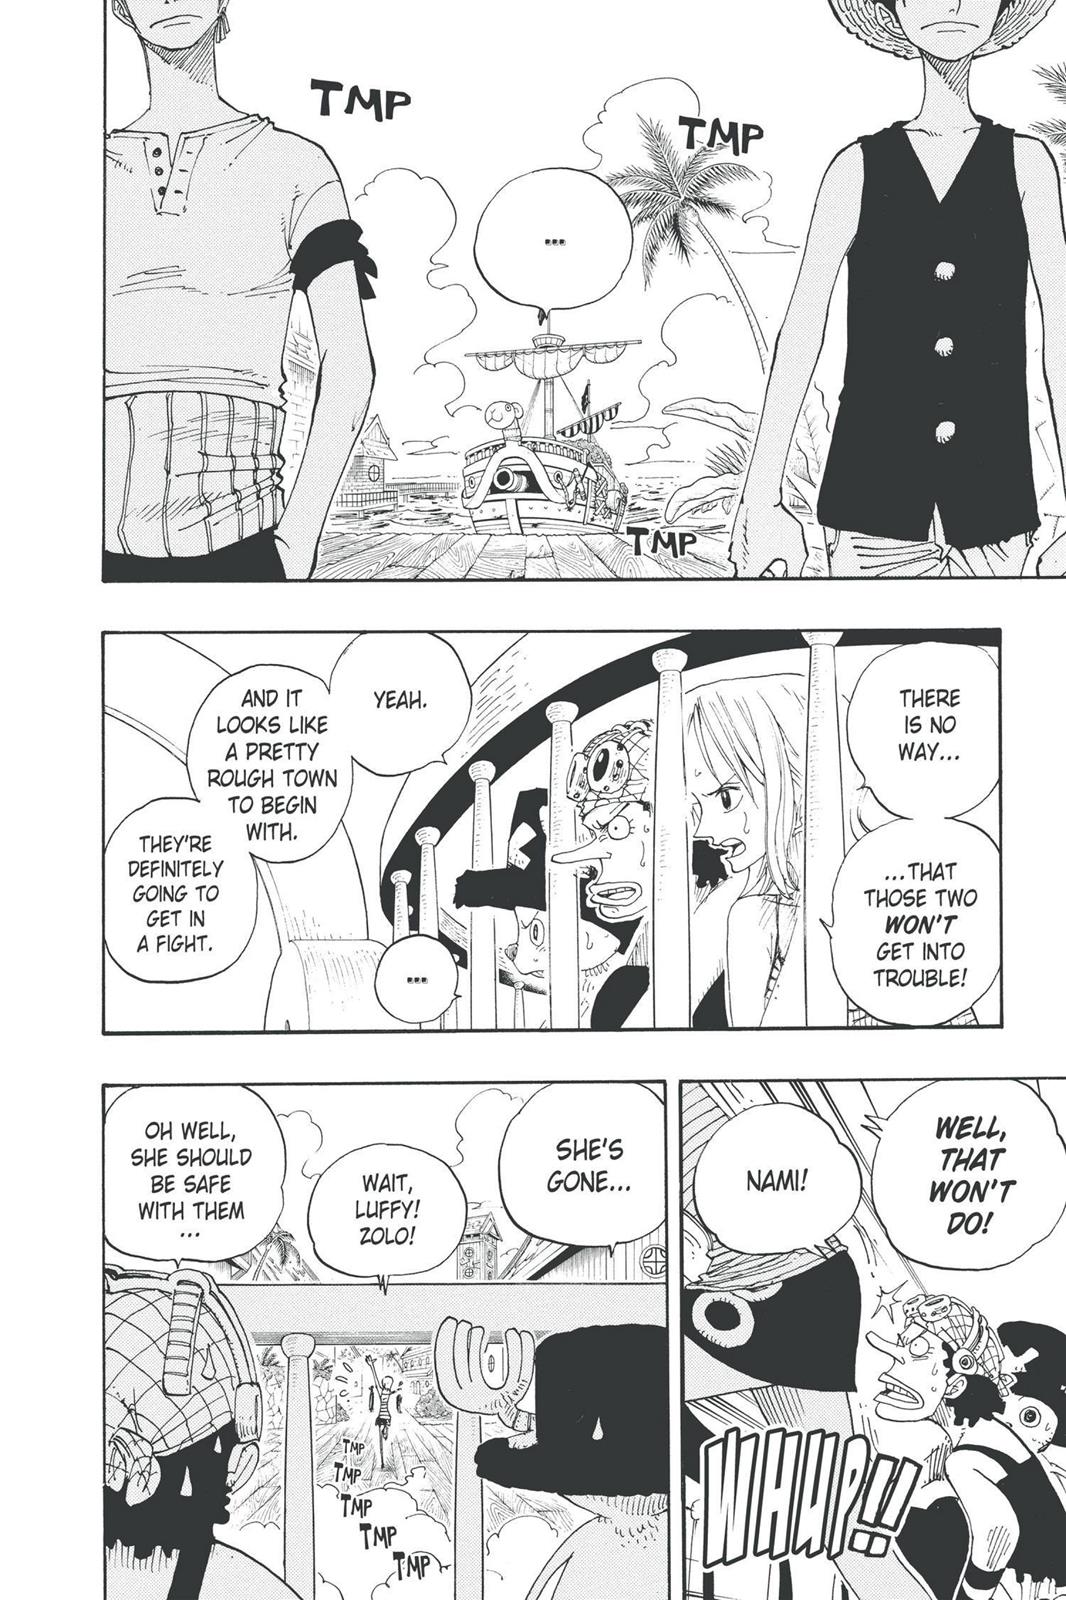 TMP
TMP
...
TMP
THERE
IS NO
WAY...
...THAT
THOSE TWO
WON'T
GET INTO
TROUBLE!
YEAH.
AND IT
LOOKS LIKE
A PRETTY
ROUGH TOWN
TO BEGIN
WITH.
THEY'RE
DEFINITELY
GOING TO
GET IN
A FIGHT.
...
WELL,
THAT
WON'T
DO!
NAMI!
WHUP!!
SHE'S
GONE...
WAIT,
LUFFY!
ZOLO!
OH WELL,
SHE SHOULD
BE SAFE
WITH THEM
...
TMP
TMP
TMP
TMP
TMP